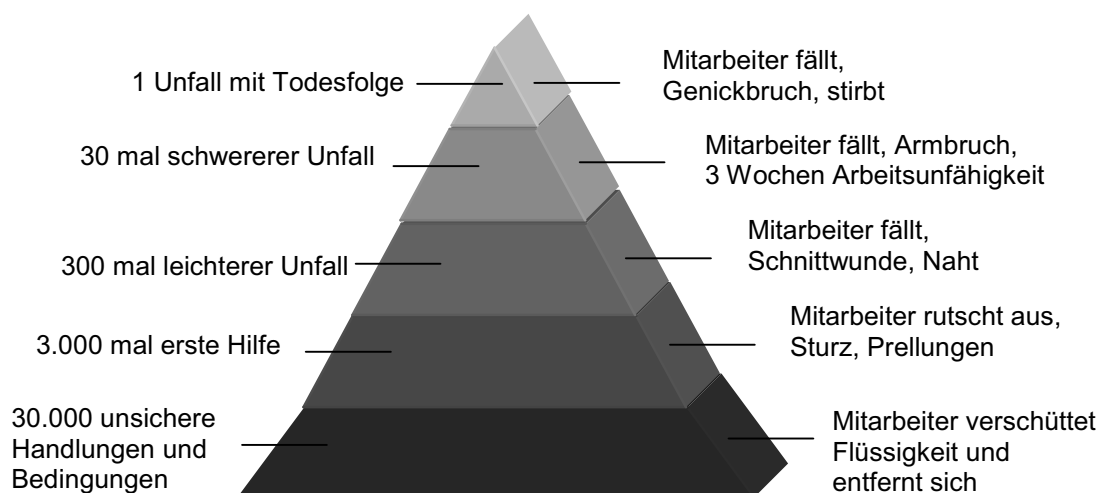 1 Unfall mit Todesfolge
Mitarbeiter fällt,
Genickbruch, stirbt
30 mal schwererer Unfall
Mitarbeiter fällt, Armbruch,
3 Wochen Arbeitsunfähigkeit
300 mal leichterer Unfall
Mitarbeiter fällt,
Schnittwunde, Naht
3.000 mal erste Hilfe
Mitarbeiter rutscht aus,
Sturz, Prellungen
30.000 unsichere
Handlungen und
Bedingungen
Mitarbeiter verschüttet
Flüssigkeit und
entfernt sich